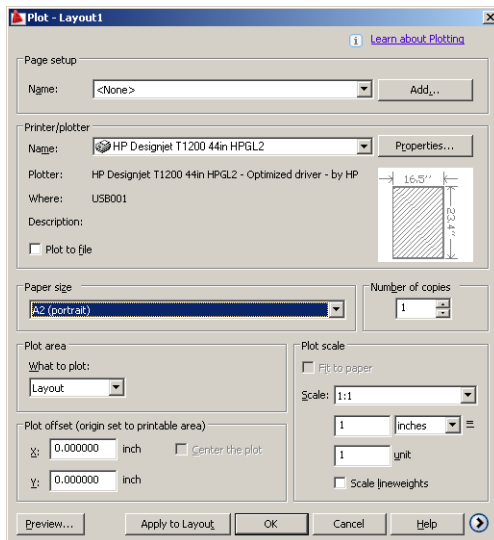 Plot - Layout1
Learn about Plotting
Page setup
Name: <None> Add...
Printer/plotter
Name: HP Designjet T1200 44in HPGL2 Properties...
Plotter: HP Designjet T1200 44in HPGL2 - Optimized driver - by HP
Where: USB001
Description:
Plot to file
16.5''
23.4''
Paper size
A2 (portrait)
Number of copies
1
Plot area
What to plot:
Layout
Plot scale
Fit to paper
Scale: 1:1
1 inches =
1 unit
Scale lineweights
Plot offset (origin set to printable area)
X: 0.000000 inch Center the plot
Y: 0.000000 inch
Preview... Apply to Layout OK Cancel Help